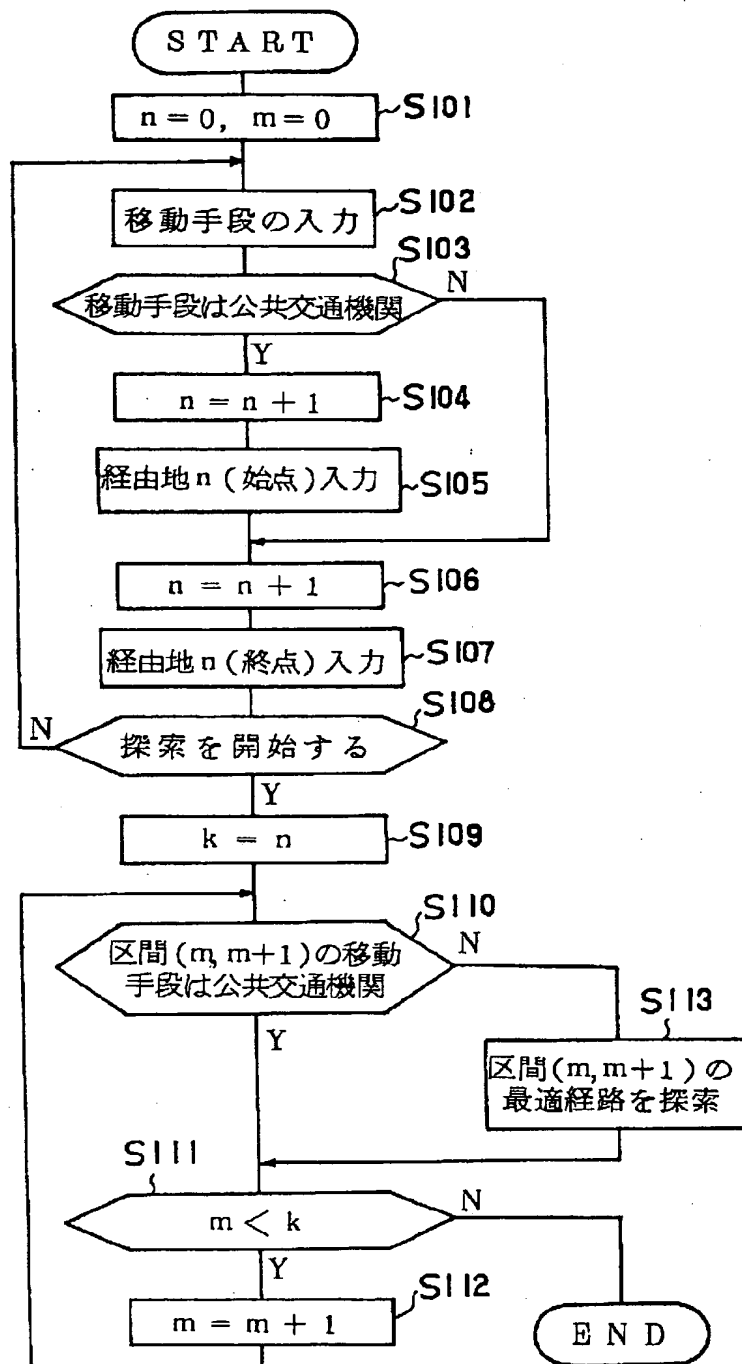 START
n=0, m=0
S101
移動手段の入力
S102
移動手段は公共交通機関
S103
N
Y
n=n+1
S104
経由地n(始点)入力
S105
n=n+1
S106
経由地n(終点)入力
S107
探索を開始する
S108
N
Y
k=n
S109
区間(m,m+1)の移動
手段は公共交通機関
S110
N
Y
S113
区間(m,m+1)の
最適経路を探索
S111
m<k
N
Y
m=m+1
S112
END